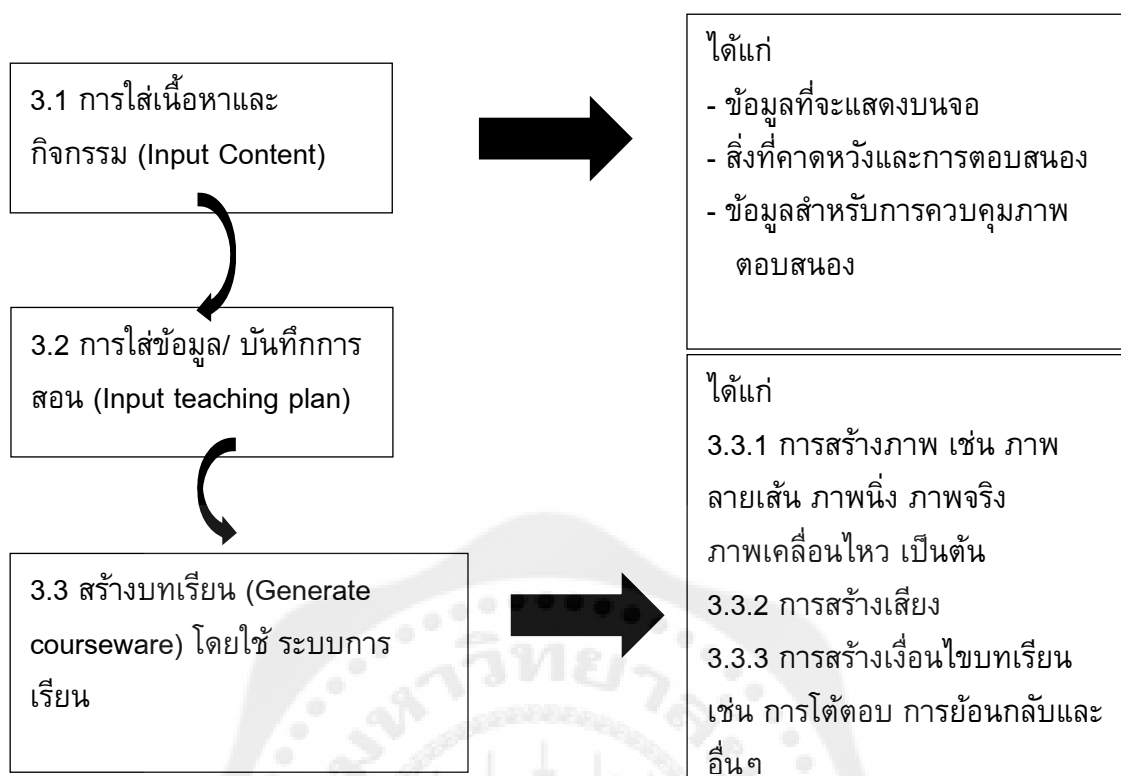 3.1 การใส่เนื้อหาและ
กิจกรรม (Input Content)
ได้แก่
- ข้อมูลที่จะแสดงบนจอ
- สิ่งที่คาดหวังและการตอบสนอง
- ข้อมูลสำหรับการควบคุมภาพ
ตอบสนอง
3.2 การใส่ข้อมูล/ บันทึกการ
สอน (Input teaching plan)
3.3 สร้างบทเรียน (Generate
courseware) โดยใช้ ระบบการ
เรียน
ได้แก่
3.3.1 การสร้างภาพ เช่น ภาพ
ลายเส้น ภาพนิ่ง ภาพจริง
ภาพเคลื่อนไหว เป็นต้น
3.3.2 การสร้างเสียง
3.3.3 การสร้างเงื่อนไขบทเรียน
เช่น การโต้ตอบ การย้อนกลับและ
อื่นๆ